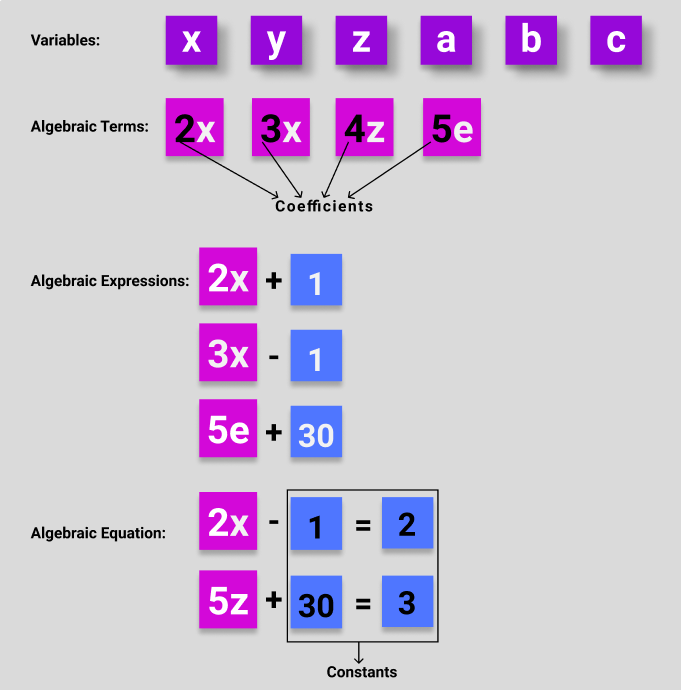 Variables: x y z a b c
Algebraic Terms: 2x 3x 4z 5e
Coefficients
Algebraic Expressions: 2x + 1
3x - 1
5e + 30
Algebraic Equation: 2x - 1 = 2
5z + 30 = 3
Constants